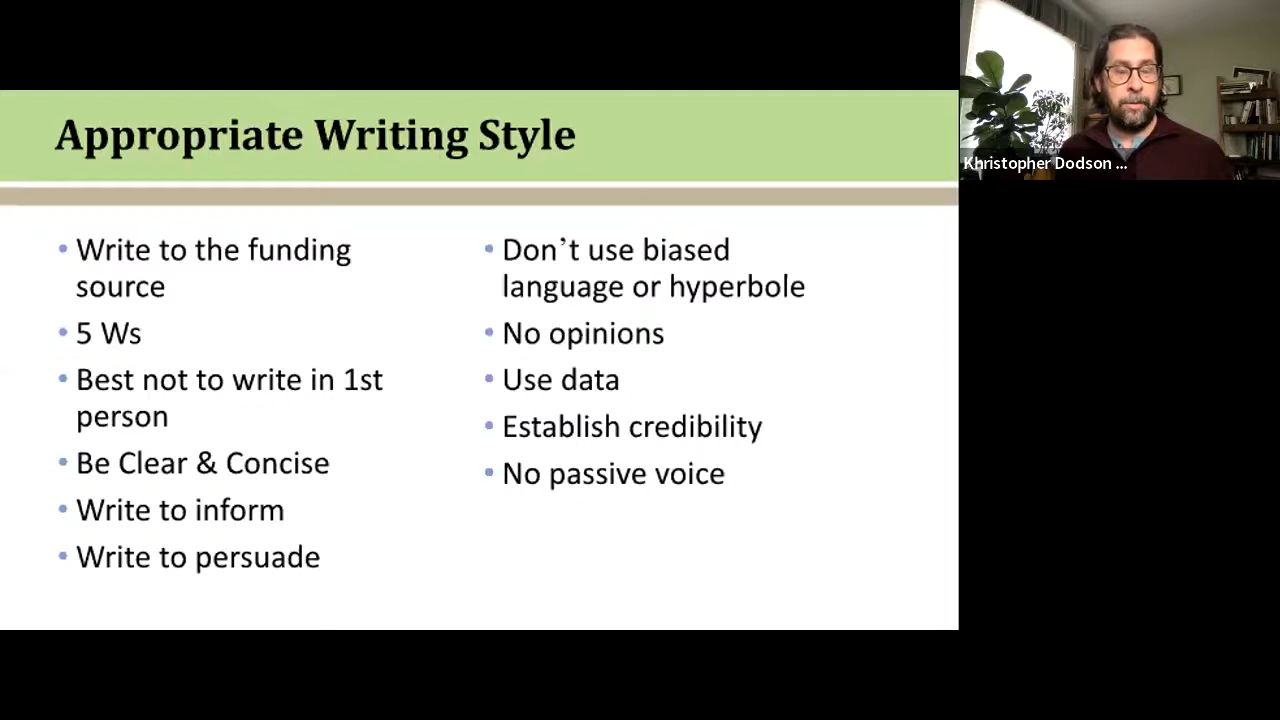 Appropriate Writing Style
• Write to the funding
source
• 5 Ws
• Best not to write in 1st
person
• Be Clear & Concise
• Write to inform
• Write to persuade
• Don’t use biased
language or hyperbole
• No opinions
• Use data
• Establish credibility
• No passive voice
Khristopher Dodson ...